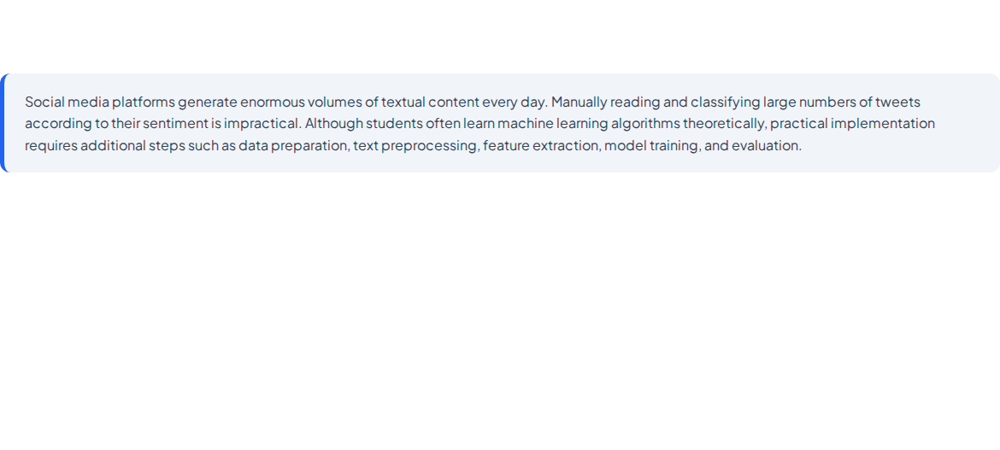 Social media platforms generate enormous volumes of textual content every day. Manually reading and classifying large numbers of tweets
according to their sentiment is impractical. Although students often learn machine learning algorithms theoretically, practical implementation
requires additional steps such as data preparation, text preprocessing, feature extraction, model training, and evaluation.